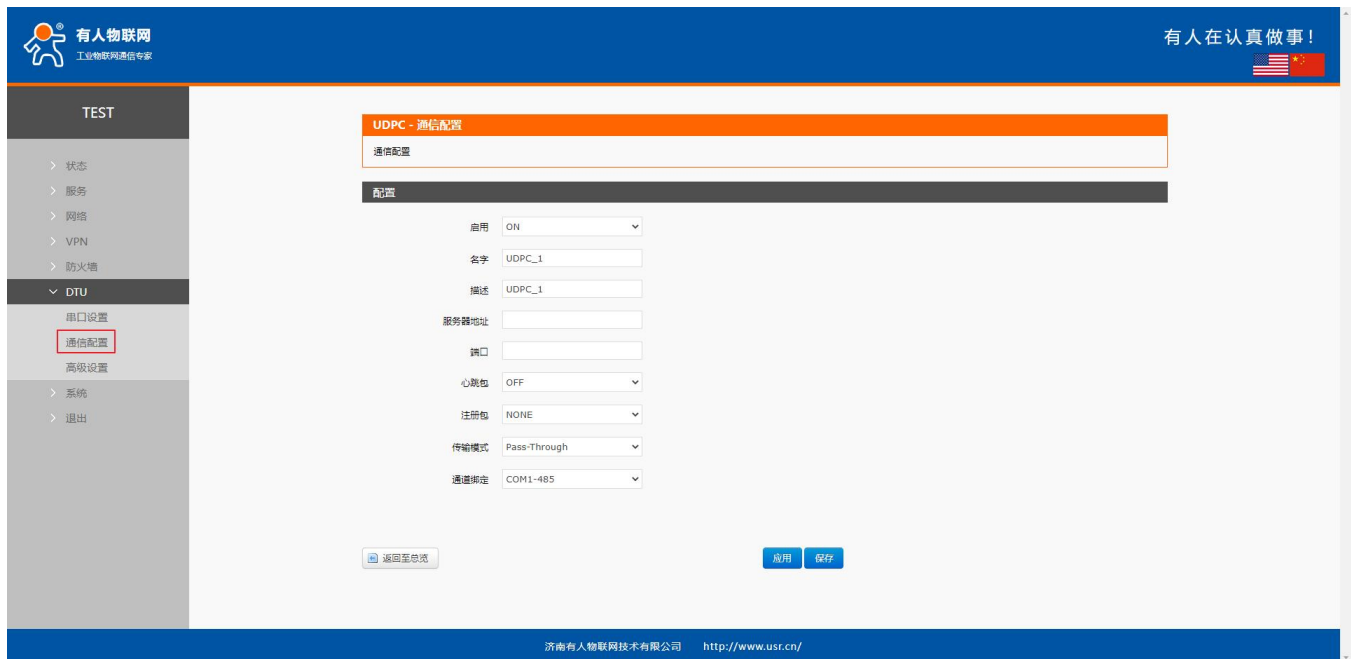 有人物联网
工业物联网通信专家
有人在认真做事!
TEST
状态
服务
网络
VPN
防火墙
DTU
串口设置
通信配置
高级设置
系统
退出
UDPC - 通信配置
通信配置
配置
启用 ON
名字 UDPC_1
描述 UDPC_1
服务器地址
端口
心跳包 OFF
注册包 NONE
传输模式 Pass-Through
通道绑定 COM1-485
返回至总览 应用 保存
济南有人物联网技术有限公司 http://www.usr.cn/